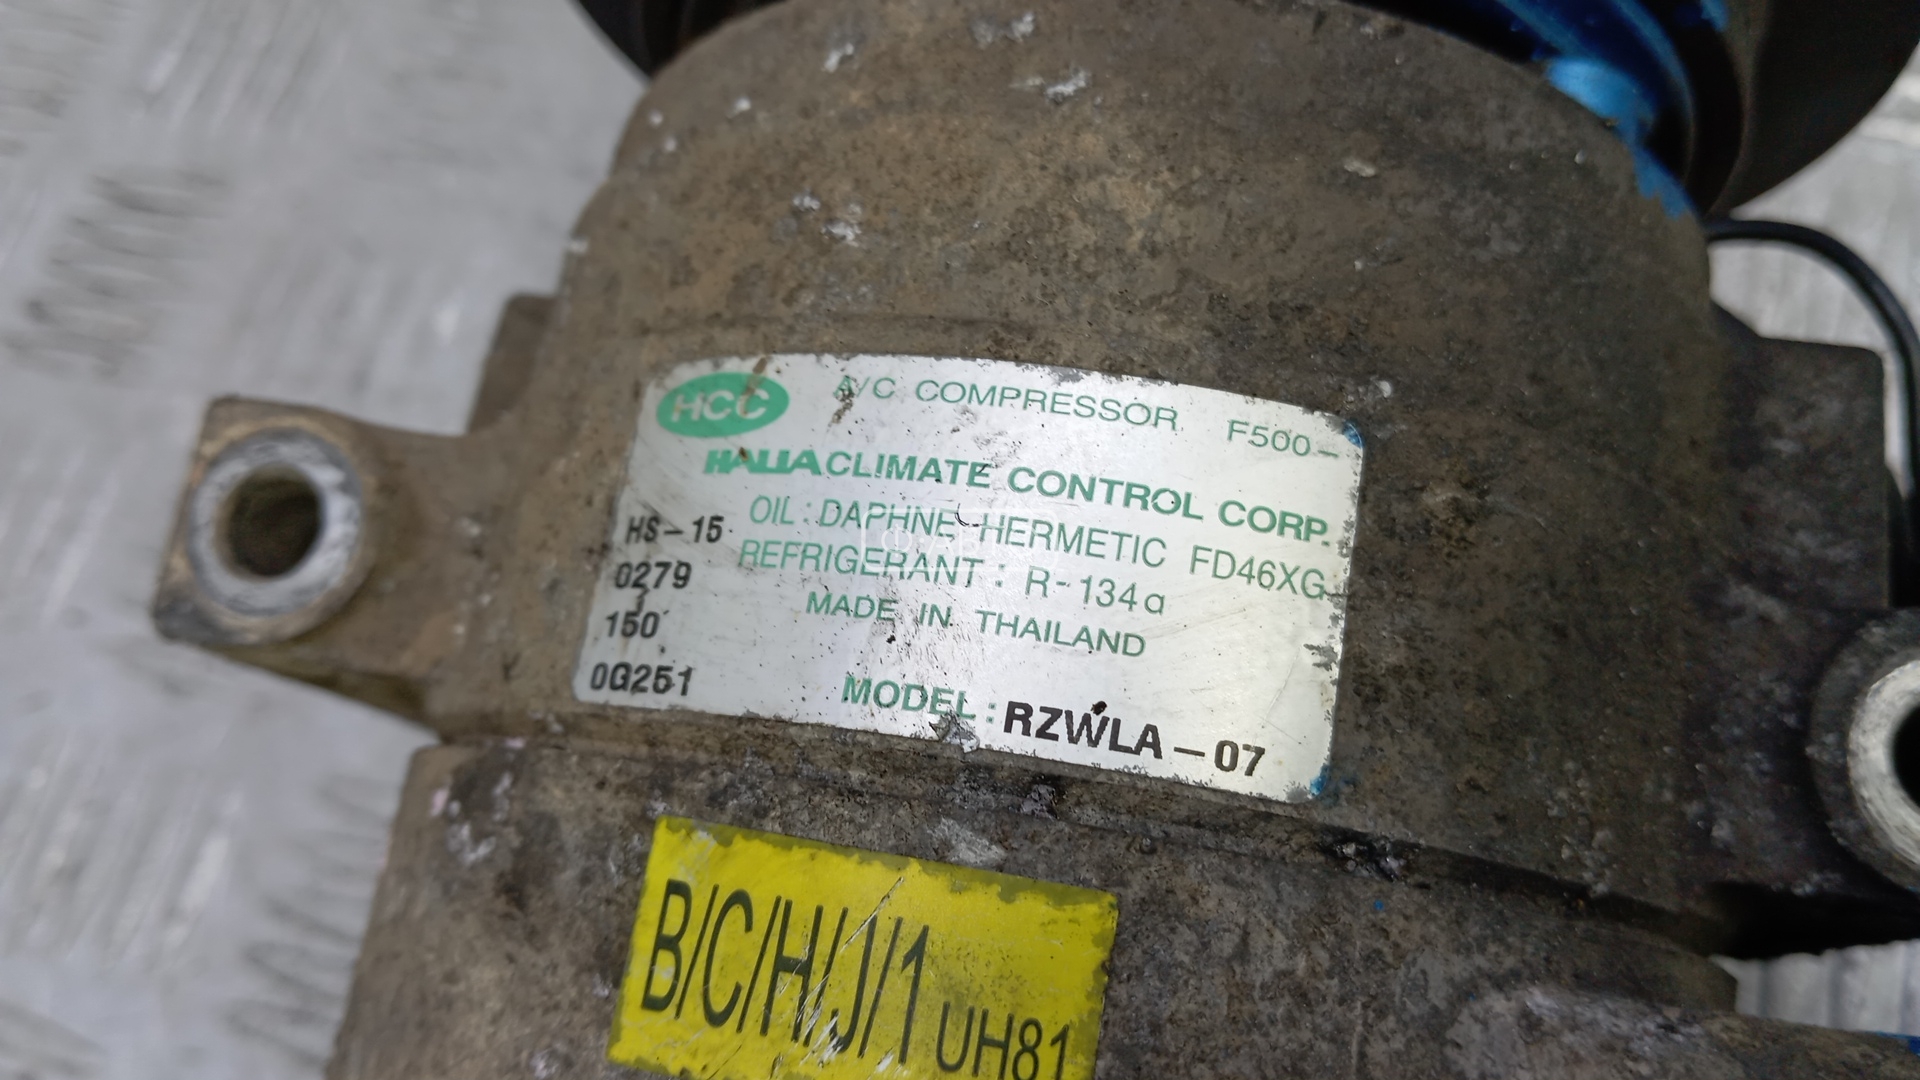 HCC A/C COMPRESSOR F500-
HALLA CLIMATE CONTROL CORP.
OIL : DAPHNE HERMETIC FD46XG
HS-15
REFRIGERANT : R-134a
0279
MADE IN THAILAND
150
0G251
MODEL : RZWLA-07
B/C/H/J/1 UH81